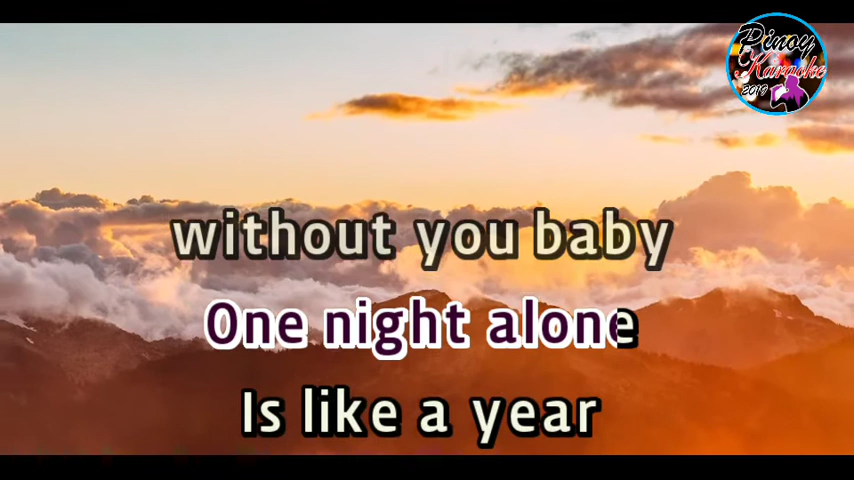 Pinoy
Karaoke
2019
without you baby
One night alone
Is like a year